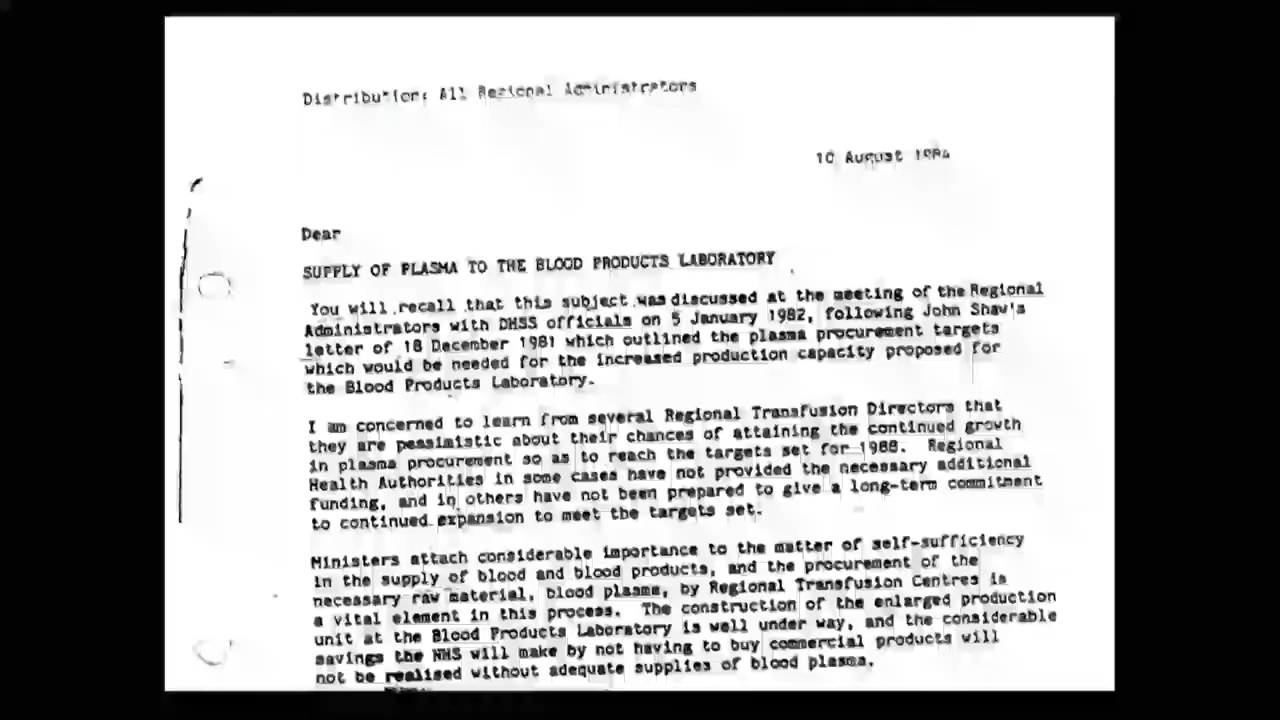 Distribution: All Regional Administrators
10 August 1984
Dear
SUPPLY OF PLASMA TO THE BLOOD PRODUCTS LABORATORY
You will recall that this subject was discussed at the meeting of the Regional
Administrators with DHSS officials on 5 January 1982, following John Shaw's
letter of 18 December 1981 which outlined the plasma procurement targets
which would be needed for the increased production capacity proposed for
the Blood Products Laboratory.
I am concerned to learn from several Regional Transfusion Directors that
they are pessimistic about their chances of attaining the continued growth
in plasma procurement so as to reach the targets set for 1988. Regional
Health Authorities in some cases have not provided the necessary additional
funding, and in others have not been prepared to give a long-term commitment
to continued expansion to meet the targets set.
Ministers attach considerable importance to the matter of self-sufficiency
in the supply of blood and blood products, and the procurement of the
necessary raw material, blood plasma, by Regional Transfusion Centres is
a vital element in this process. The construction of the enlarged production
unit at the Blood Products Laboratory is well under way, and the considerable
savings the NHS will make by not having to buy commercial products will
not be realised without adequate supplies of blood plasma.